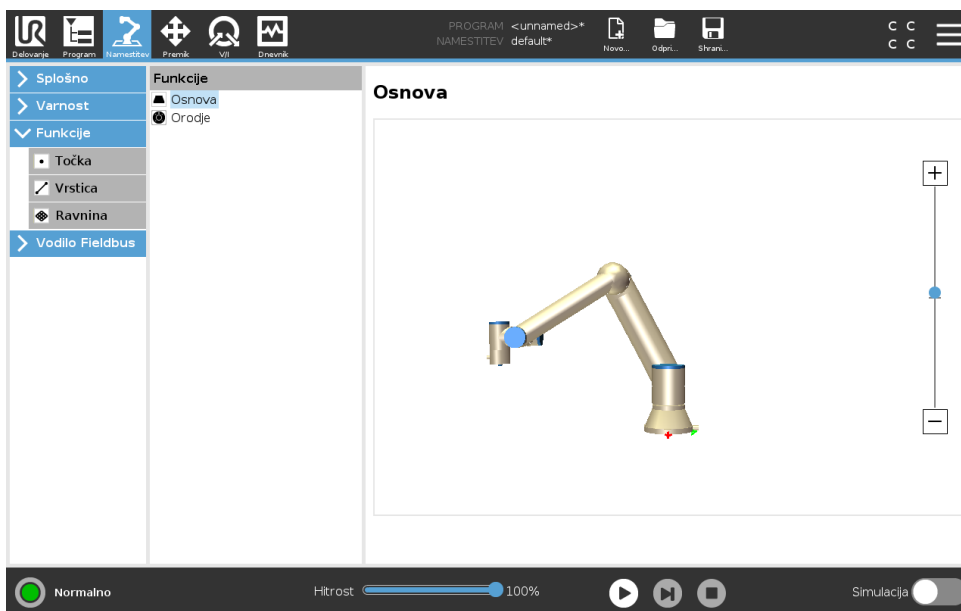 UR
PROGRAM <unnamed>*
NAMESTITEV default*
C C
C C
Delovanje Program Namestitev Premik V/I Dnevnik Novo... Odpri... Shrani...
Splošno
Varnost
Funkcije
Točka
Vrstica
Ravnina
Vodilo Fieldbus
Funkcije
Osnova
Orodje
Osnova
Normalno
Hitrost 100%
Simulacija